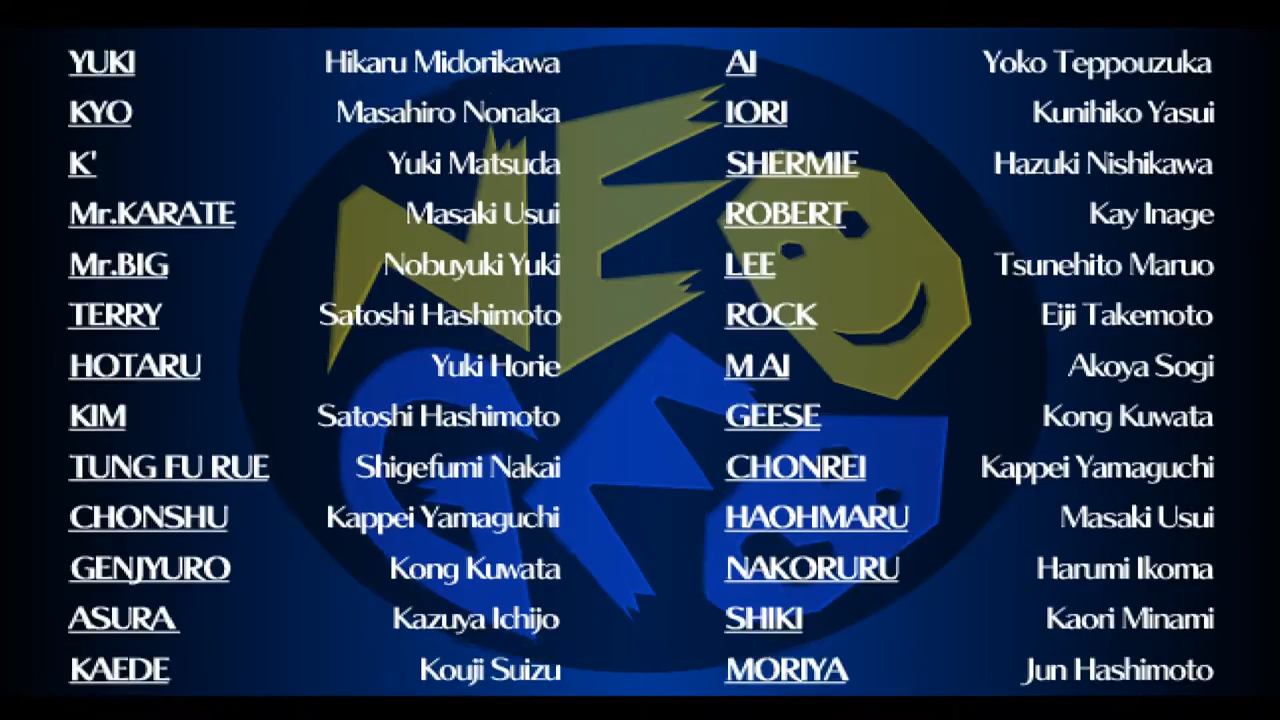 YUKI Hikaru Midorikawa AI Yoko Teppouzuka
KYO Masahiro Nonaka IORI Kunihiko Yasui
K' Yuki Matsuda SHERMIE Hazuki Nishikawa
Mr.KARATE Masaki Usui ROBERT Kay Inage
Mr.BIG Nobuyuki Yuki LEE Tsunehito Maruo
TERRY Satoshi Hashimoto ROCK Eiji Takemoto
HOTARU Yuki Horie M AI Akoya Sogi
KIM Satoshi Hashimoto GEESE Kong Kuwata
TUNG FU RUE Shigefumi Nakai CHONREI Kappei Yamaguchi
CHONSHU Kappei Yamaguchi HAOHMARU Masaki Usui
GENJYURO Kong Kuwata NAKORURU Harumi Ikoma
ASURA Kazuya Ichijo SHIKI Kaori Minami
KAEDE Kouji Suizu MORIYA Jun Hashimoto
NEO
GEO